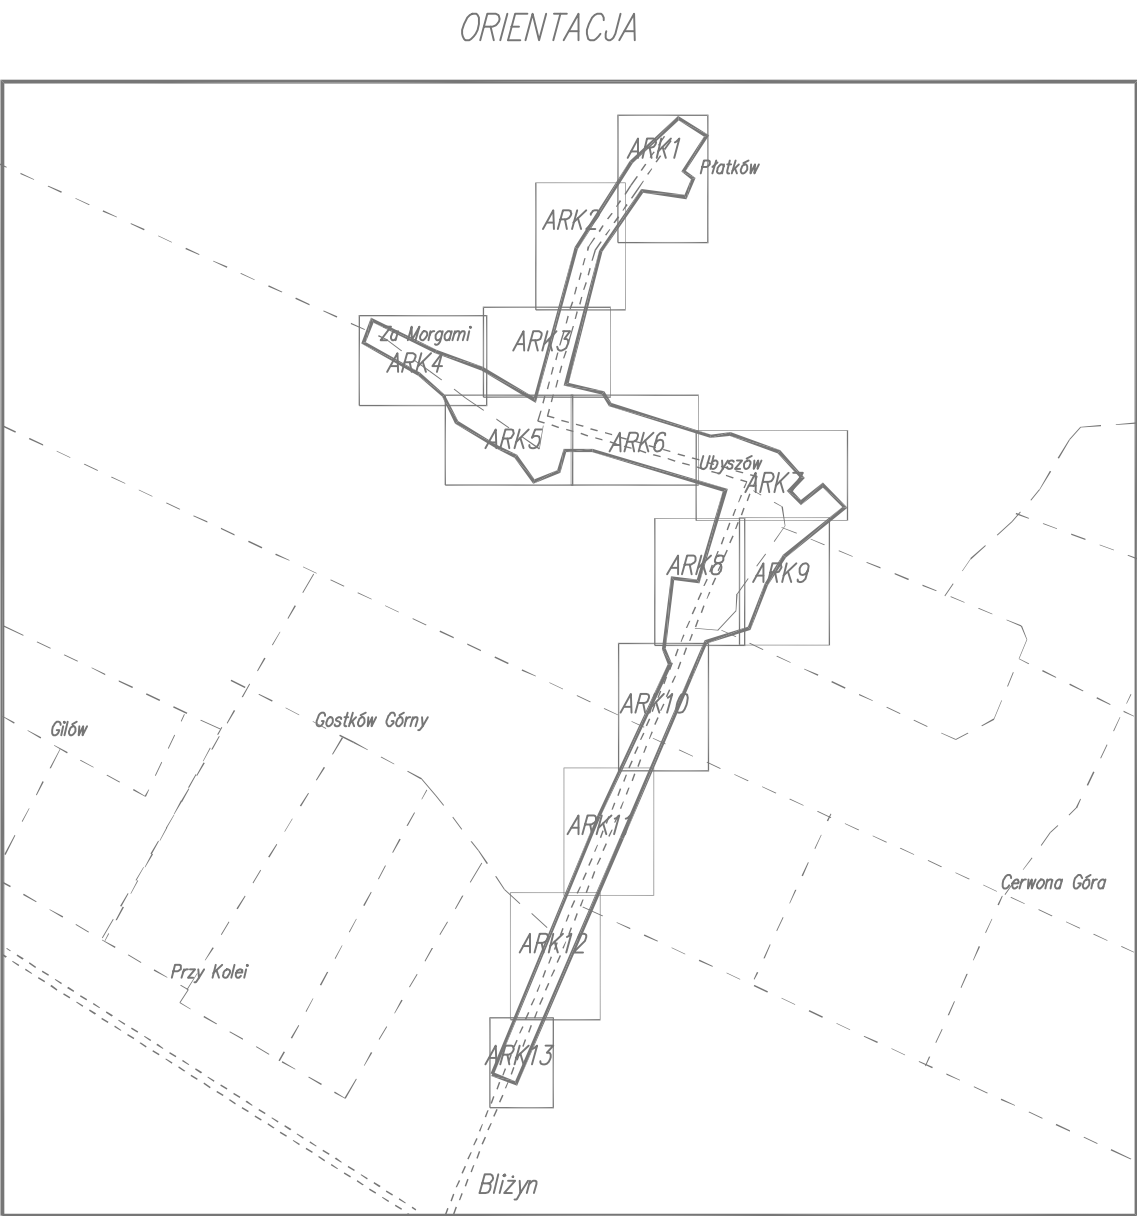 ORIENTACJA
ARK1
Płatków
ARK2
Za Morgami
ARK3
ARK4
ARK5
ARK6
Ubyszów
ARK7
ARK8
ARK9
ARK10
Gilów
Gostków Górny
ARK11
Cerwona Góra
ARK12
Przy Kolei
ARK13
Bliżyn